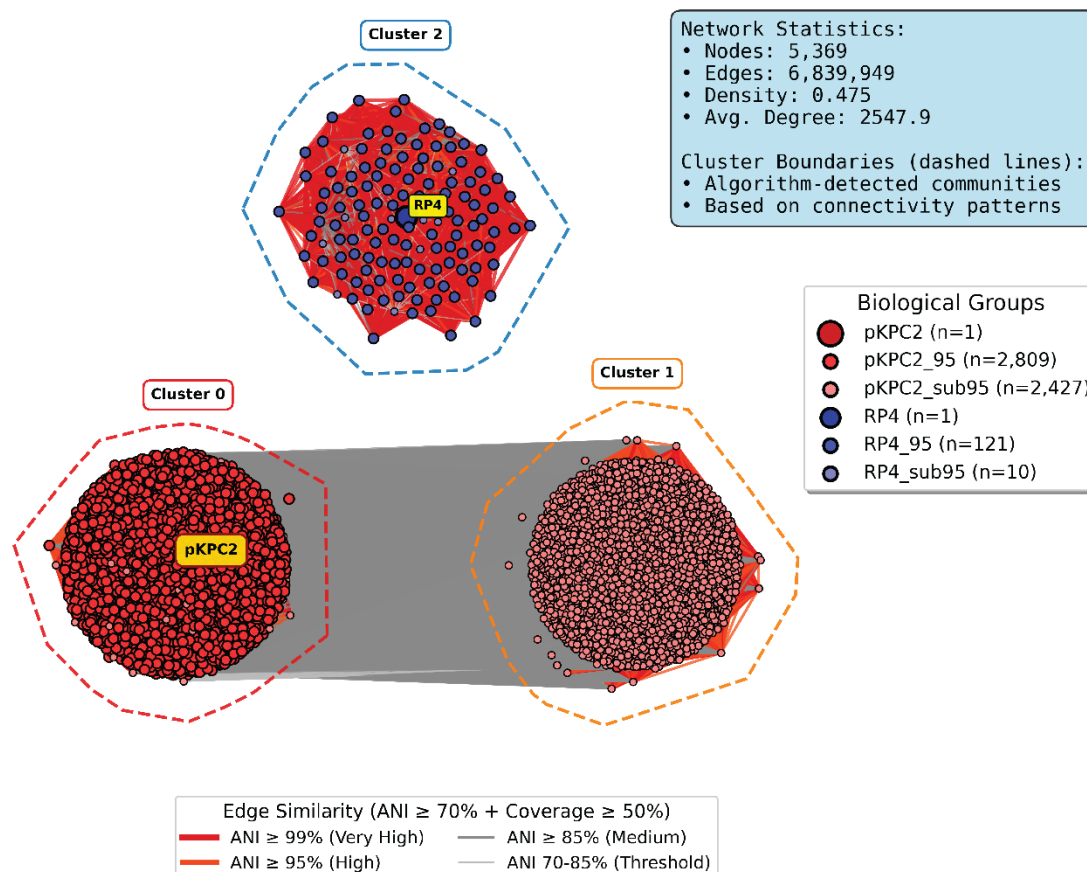 Cluster 2
Network Statistics:
• Nodes: 5,369
• Edges: 6,839,949
• Density: 0.475
• Avg. Degree: 2547.9
Cluster Boundaries (dashed lines):
• Algorithm-detected communities
• Based on connectivity patterns
RP4
Biological Groups
pKPC2 (n=1)
pKPC2_95 (n=2,809)
pKPC2_sub95 (n=2,427)
RP4 (n=1)
RP4_95 (n=121)
RP4_sub95 (n=10)
Cluster 0
Cluster 1
pKPC2
Edge Similarity (ANI ≥ 70% + Coverage ≥ 50%)
ANI ≥ 99% (Very High)
ANI ≥ 95% (High)
ANI ≥ 85% (Medium)
ANI 70-85% (Threshold)